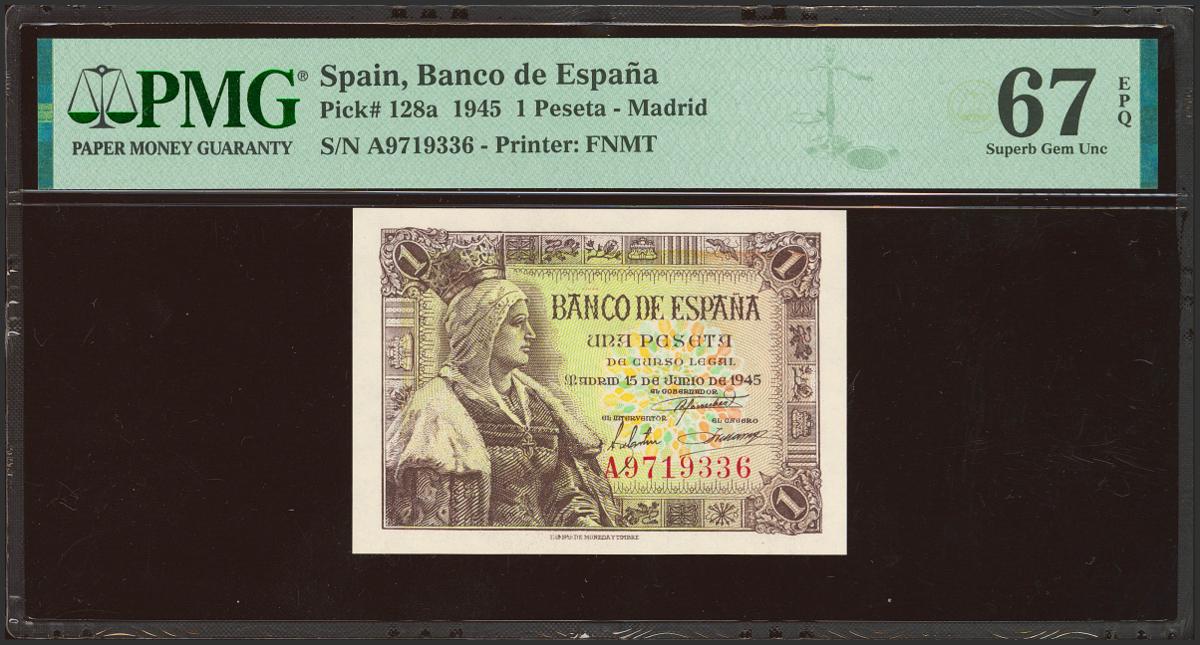 PMG®
PAPER MONEY GUARANTY
Spain, Banco de España
Pick# 128a 1945 1 Peseta - Madrid
S/N A9719336 - Printer: FNMT
67
EPQ
Superb Gem Unc
1
1
BANCO DE ESPAÑA
UNA PESETA
DE CURSO LEGAL
MADRID 15 DE JUNIO DE 1945
EL GOBERNADOR
EL INTERVENTOR
EL CAJERO
A9719336
1